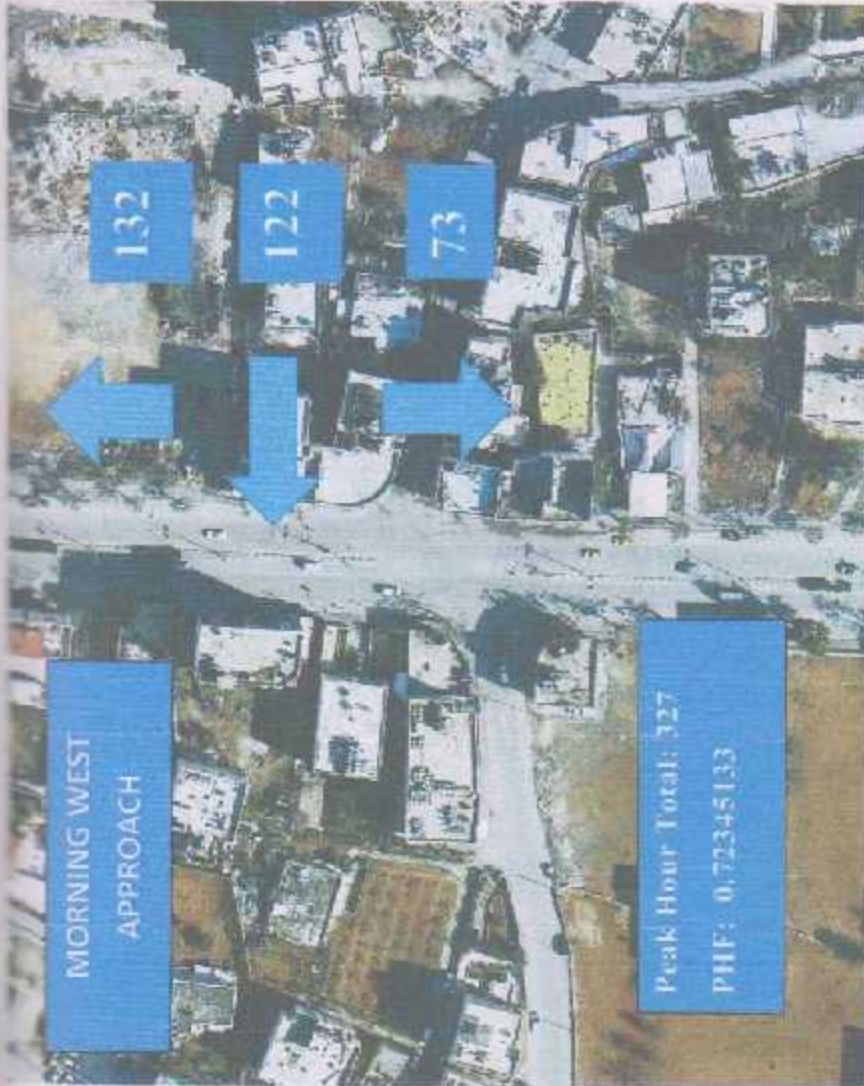 MORNING WEST
APPROACH
132
122
73
Peak Hour Total: 327
PHF: 0,72345133